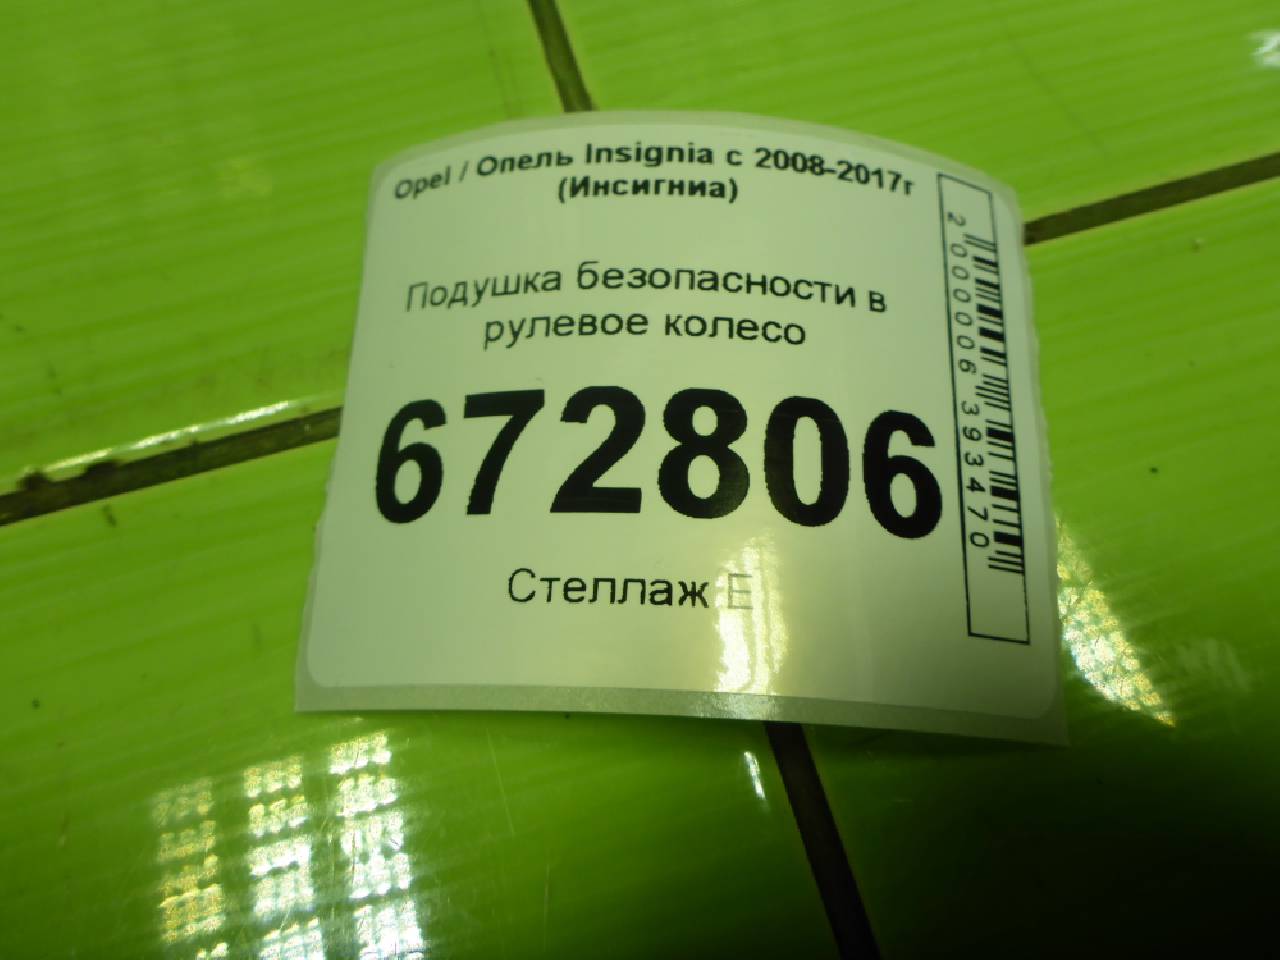 Opel / Опель Insignia с 2008-2017г
(Инсигниа)
Подушка безопасности в
рулевое колесо
672806
Стеллаж Е
2000006393470